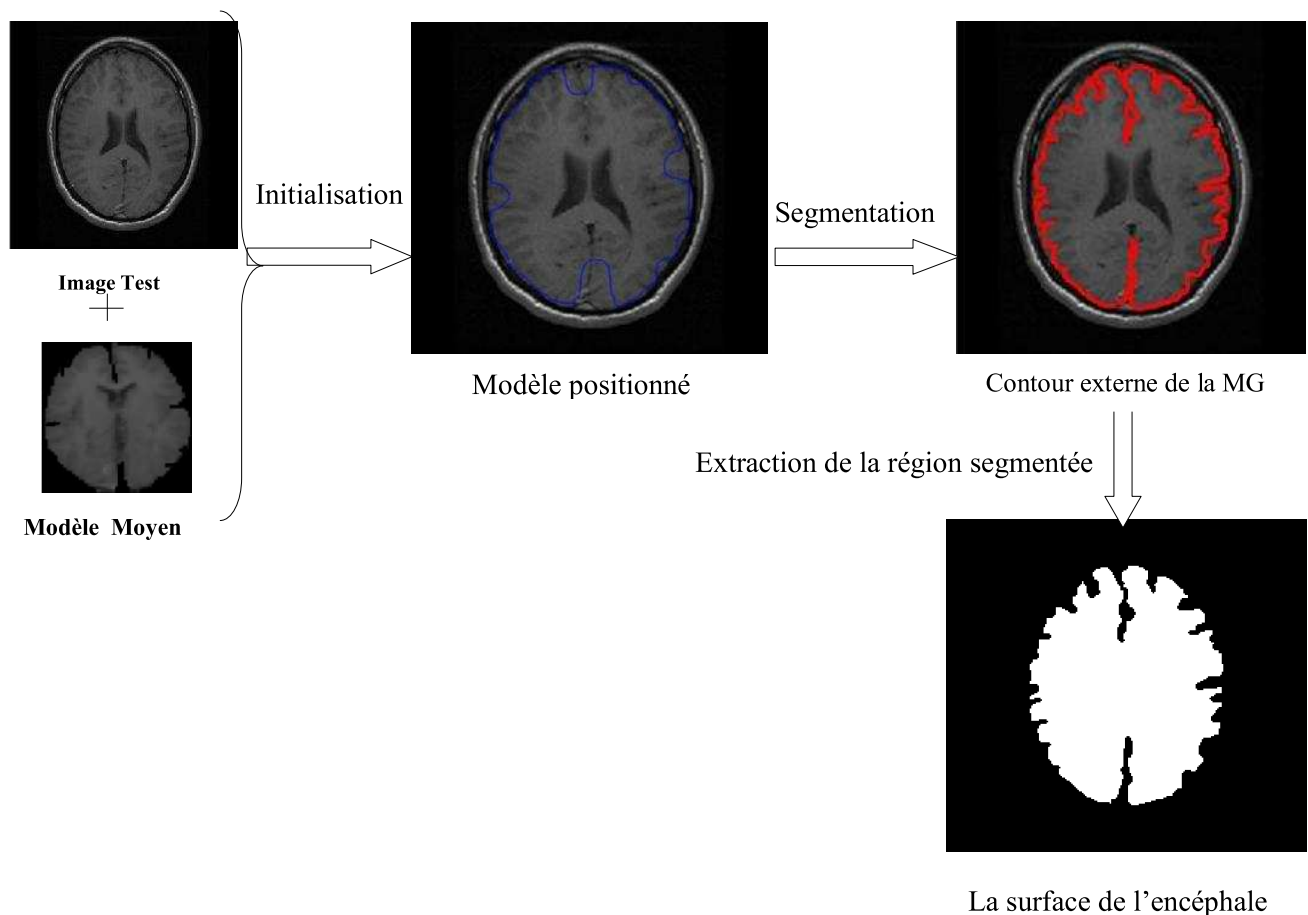 Initialisation
Segmentation
Image Test
Modèle positionné
Contour externe de la MG
Extraction de la région segmentée
Modèle Moyen
La surface de l'encéphale